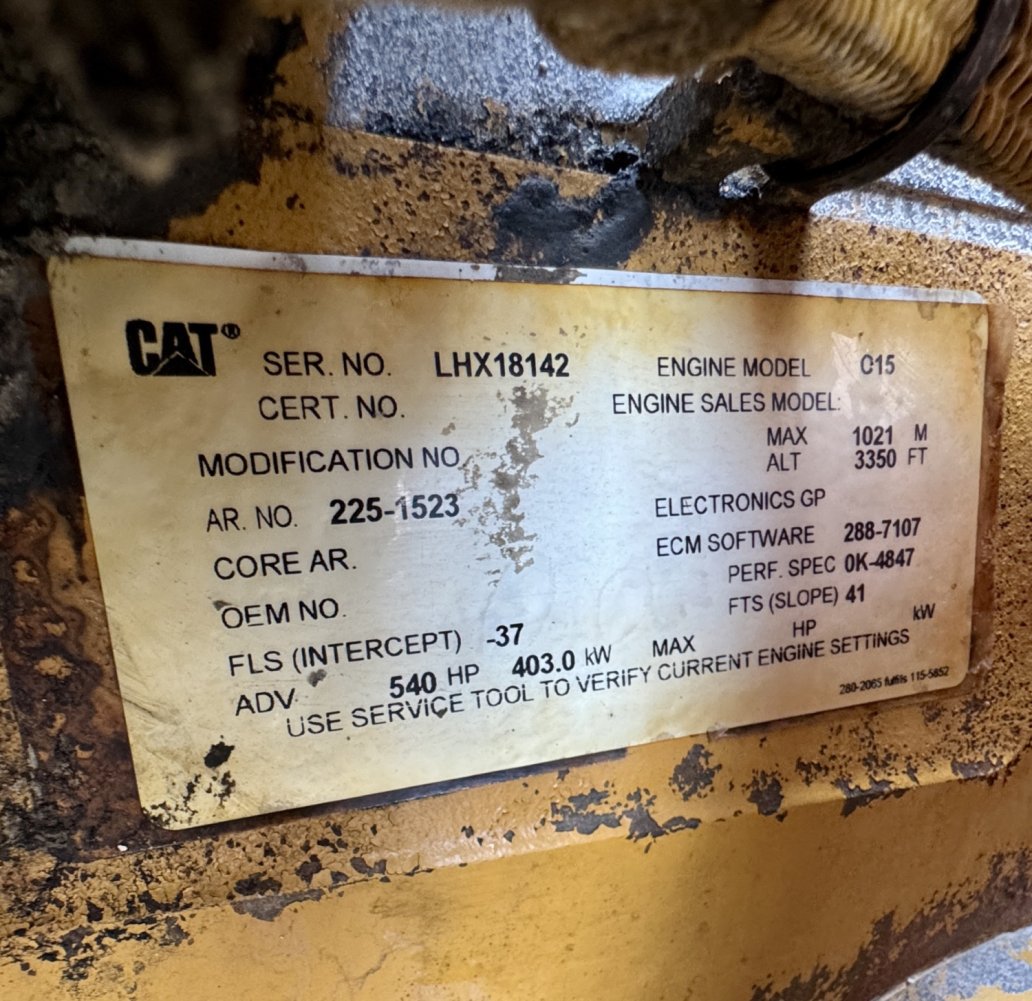 CAT® SER. NO. LHX18142 ENGINE MODEL C15
CERT. NO. ENGINE SALES MODEL:
MODIFICATION NO. MAX 1021 M
ALT 3350 FT
AR. NO. 225-1523 ELECTRONICS GP
CORE AR. ECM SOFTWARE 288-7107
OEM NO. PERF. SPEC 0K-4847
FLS (INTERCEPT) -37 FTS (SLOPE) 41
ADV. 540 HP 403.0 kW MAX HP kW
USE SERVICE TOOL TO VERIFY CURRENT ENGINE SETTINGS
280-2065 fulfils 115-5852